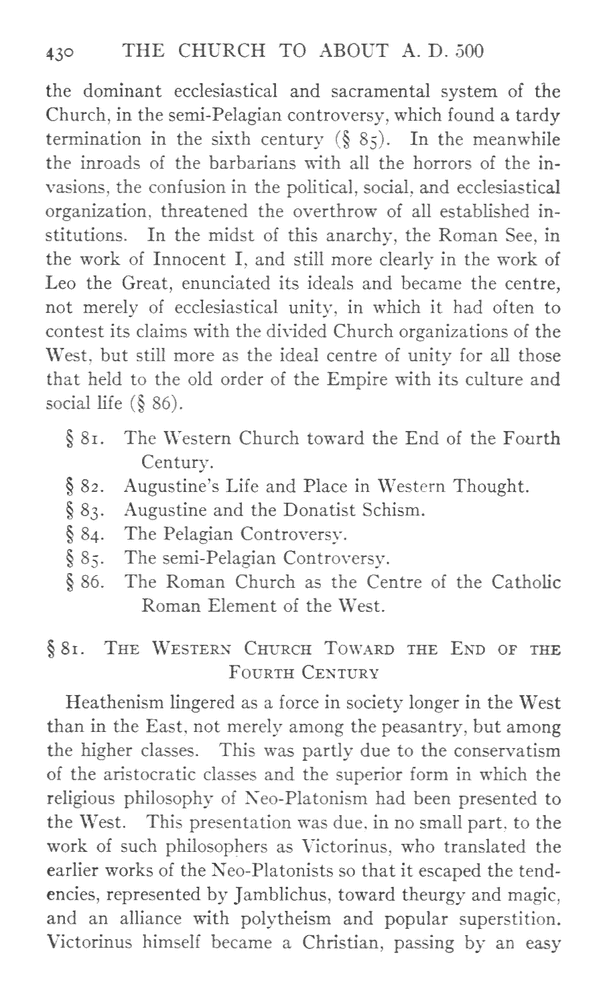 430 THE CHURCH TO ABOUT A. D. 500
the dominant ecclesiastical and sacramental system of the
Church, in the semi-Pelagian controversy, which found a tardy
termination in the sixth century (§ 85). In the meanwhile
the inroads of the barbarians with all the horrors of the in-
vasions, the confusion in the political, social, and ecclesiastical
organization, threatened the overthrow of all established in-
stitutions. In the midst of this anarchy, the Roman See, in
the work of Innocent I, and still more clearly in the work of
Leo the Great, enunciated its ideals and became the centre,
not merely of ecclesiastical unity, in which it had often to
contest its claims with the divided Church organizations of the
West, but still more as the ideal centre of unity for all those
that held to the old order of the Empire with its culture and
social life (§ 86).
§ 81. The Western Church toward the End of the Fourth
Century.
§ 82. Augustine's Life and Place in Western Thought.
§ 83. Augustine and the Donatist Schism.
§ 84. The Pelagian Controversy.
§ 85. The semi-Pelagian Controversy.
§ 86. The Roman Church as the Centre of the Catholic
Roman Element of the West.
§ 81. The Western Church Toward the End of the
Fourth Century
Heathenism lingered as a force in society longer in the West
than in the East, not merely among the peasantry, but among
the higher classes. This was partly due to the conservatism
of the aristocratic classes and the superior form in which the
religious philosophy of Neo-Platonism had been presented to
the West. This presentation was due, in no small part, to the
work of such philosophers as Victorinus, who translated the
earlier works of the Neo-Platonists so that it escaped the tend-
encies, represented by Jamblichus, toward theurgy and magic,
and an alliance with polytheism and popular superstition.
Victorinus himself became a Christian, passing by an easy